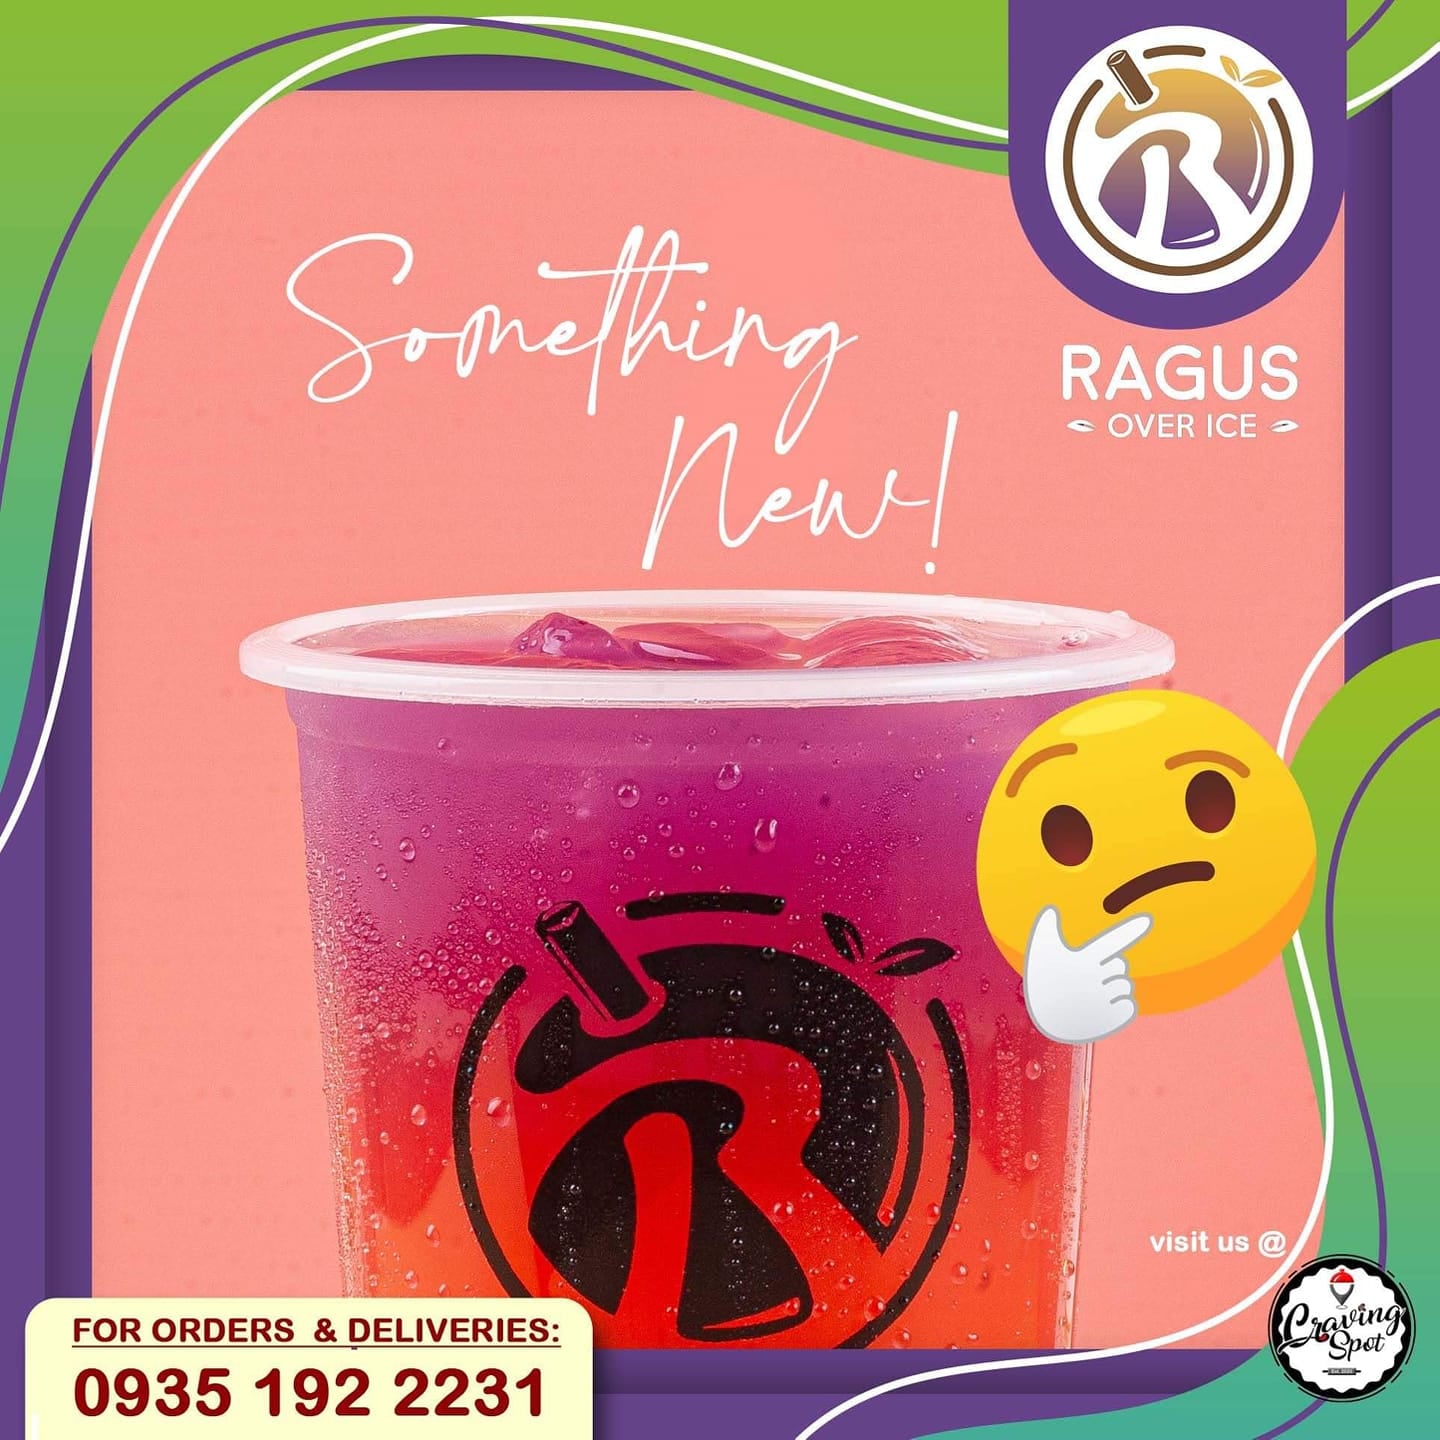 Something
New!
R
RAGUS
OVER ICE
R
visit us @
Craving
Spot
FOR ORDERS & DELIVERIES:
0935 192 2231